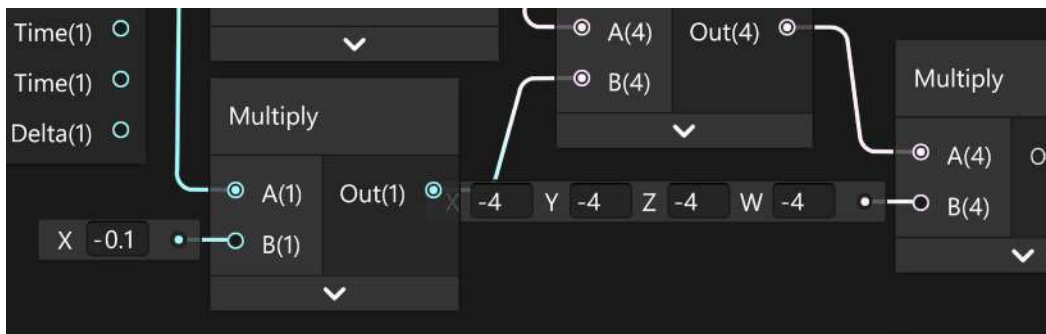 Time(1)
Time(1)
Delta(1)
Multiply
A(1)
Out(1)
B(1)
X -0.1
A(4)
Out(4)
B(4)
X -4 Y -4 Z -4 W -4
Multiply
A(4)
B(4)